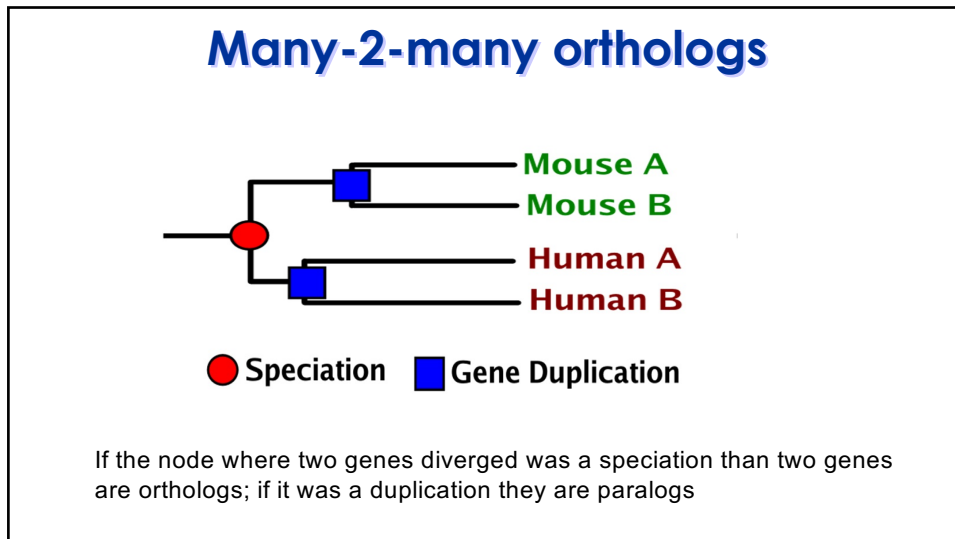 Many-2-many orthologs
Mouse A
Mouse B
Human A
Human B
Speciation Gene Duplication
If the node where two genes diverged was a speciation than two genes
are orthologs; if it was a duplication they are paralogs